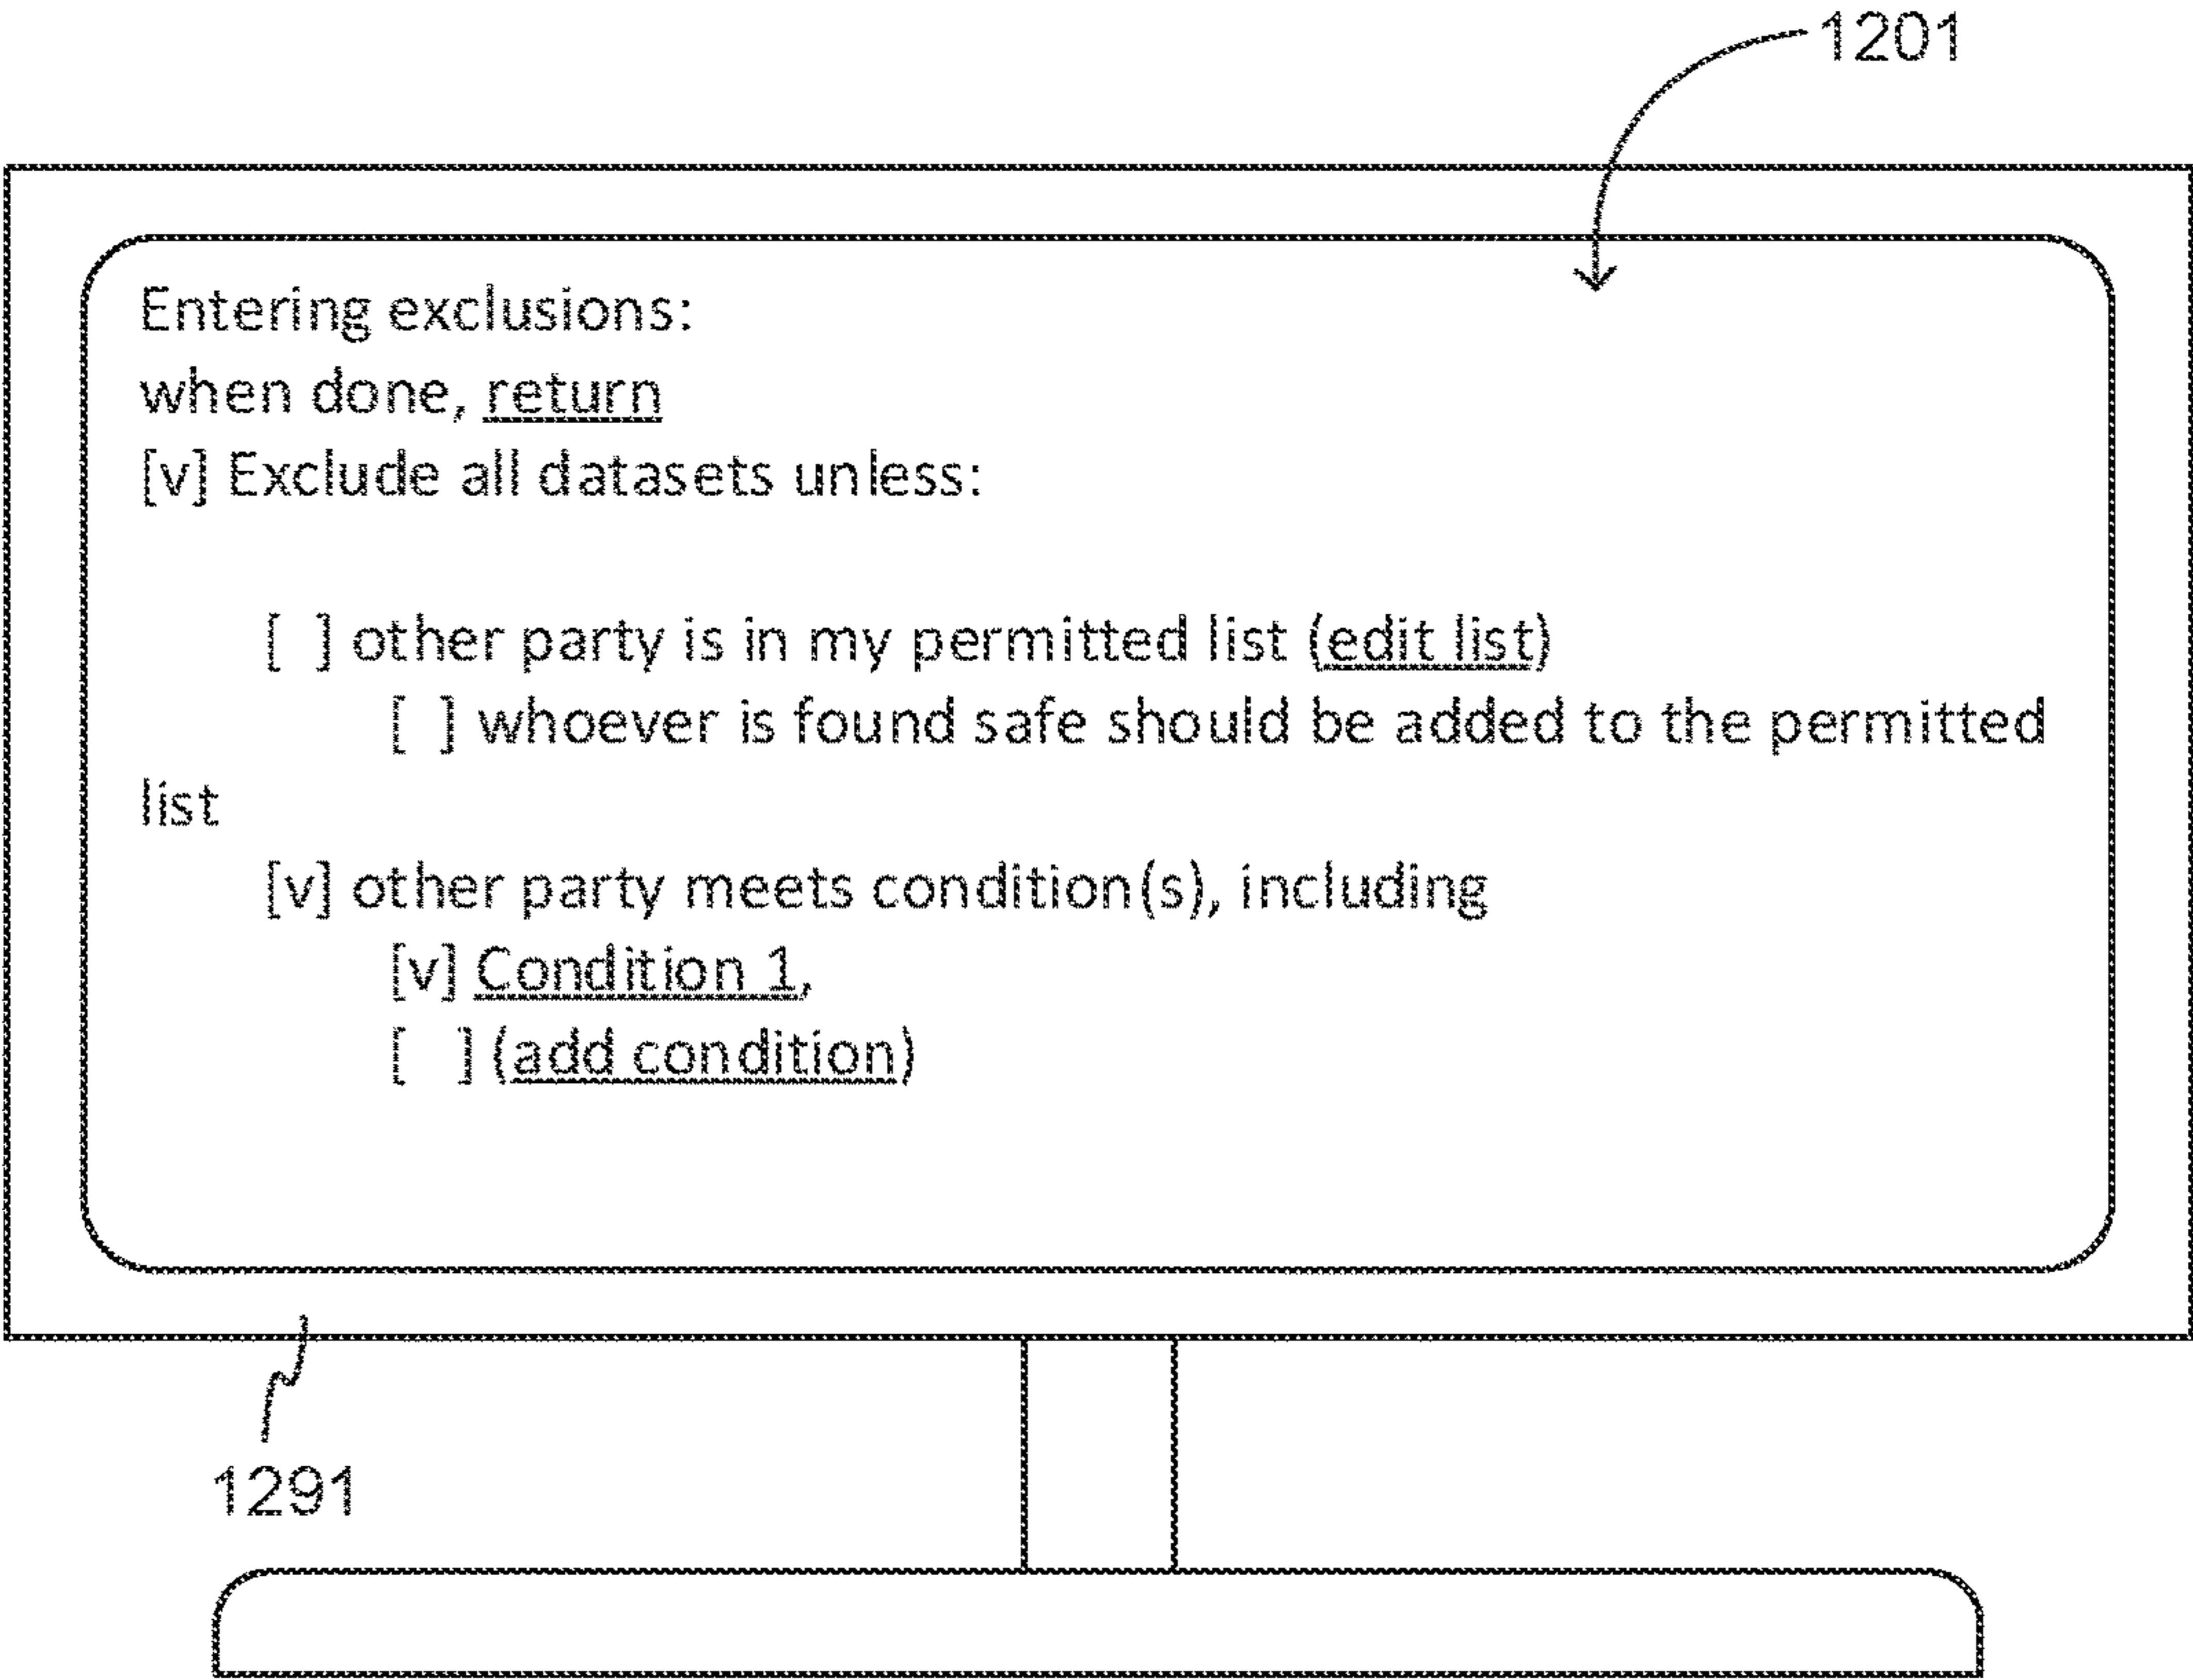 1201
Entering exclusions:
when done, return
[v] Exclude all datasets unless:
[ ] other party is in my permitted list (edit list)
[ ] whoever is found safe should be added to the permitted
list
[v] other party meets condition(s), including
[v] Condition 1,
[ ] (add condition)
1291